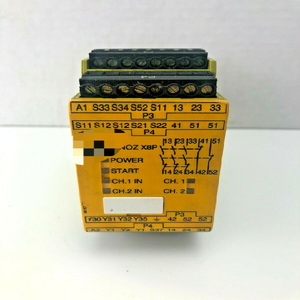 A1 S33 S34 S52 S11 13 23 33
P3
S11 S12 S12 S21 S22 41 51 51
P4
NOZ X8P
13 23 33 41 51
POWER
START
CH.1 IN CH. 1
CH.2 IN CH. 2
14 24 34 42 52
P3
Y30 Y31 Y32 Y35 42 52 52
P4